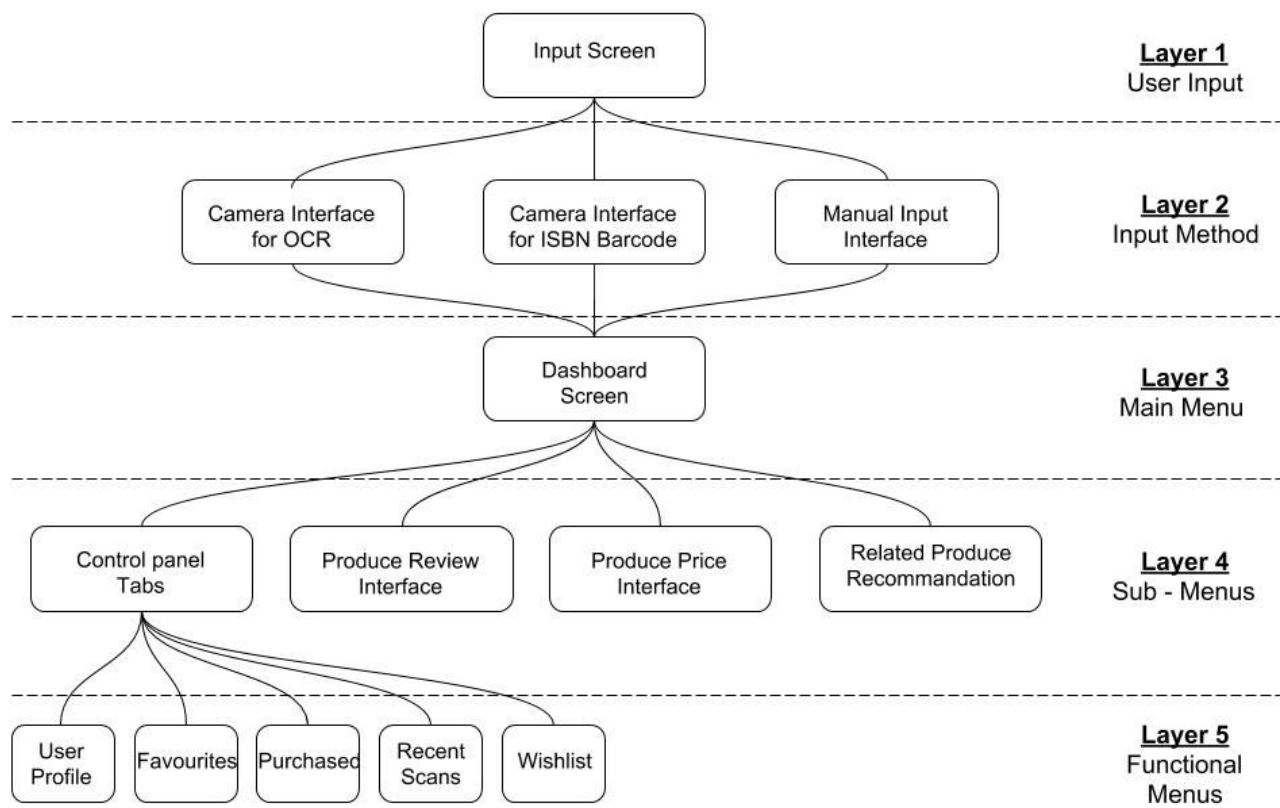 Input Screen
Layer 1
User Input
Camera Interface
for OCR
Camera Interface
for ISBN Barcode
Manual Input
Interface
Layer 2
Input Method
Dashboard
Screen
Layer 3
Main Menu
Control panel
Tabs
Produce Review
Interface
Produce Price
Interface
Related Produce
Recommandation
Layer 4
Sub - Menus
User
Profile
Favourites
Purchased
Recent
Scans
Wishlist
Layer 5
Functional
Menus